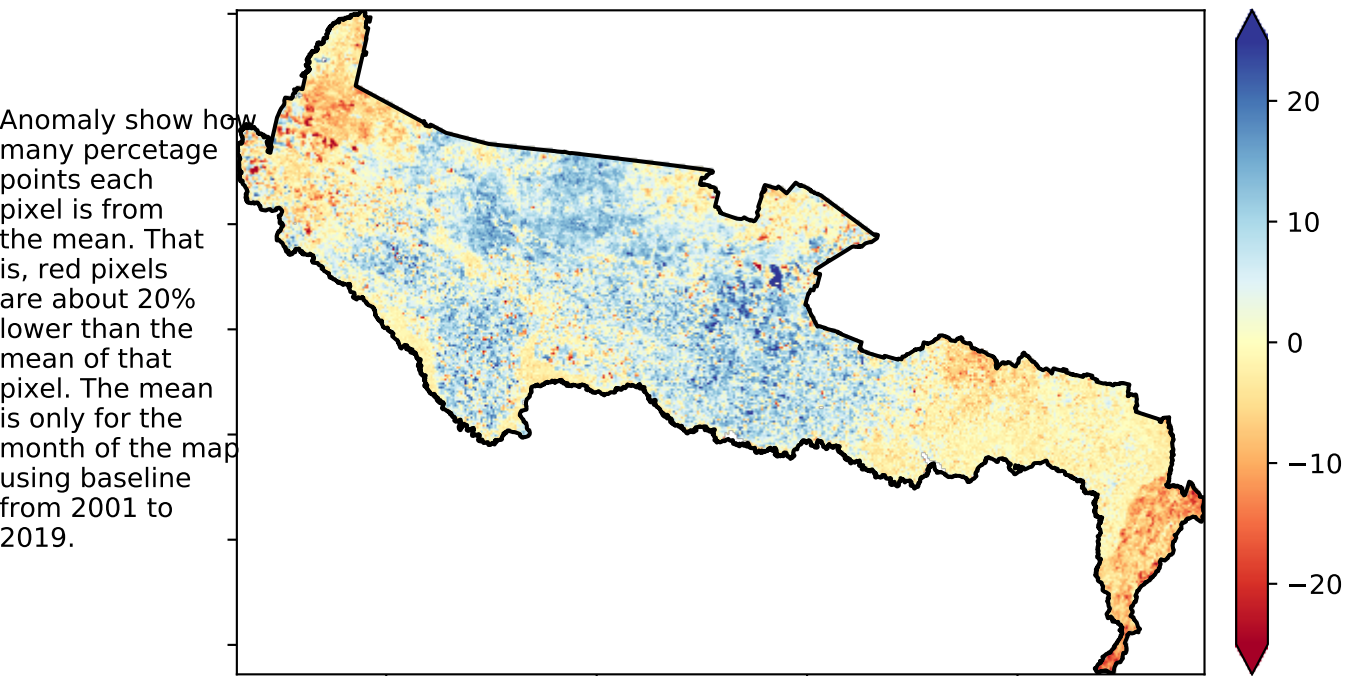 Anomaly show how
many percetage
points each
pixel is from
the mean. That
is, red pixels
are about 20%
lower than the
mean of that
pixel. The mean
is only for the
month of the map
using baseline
from 2001 to
2019.
20
10
0
−10
−20